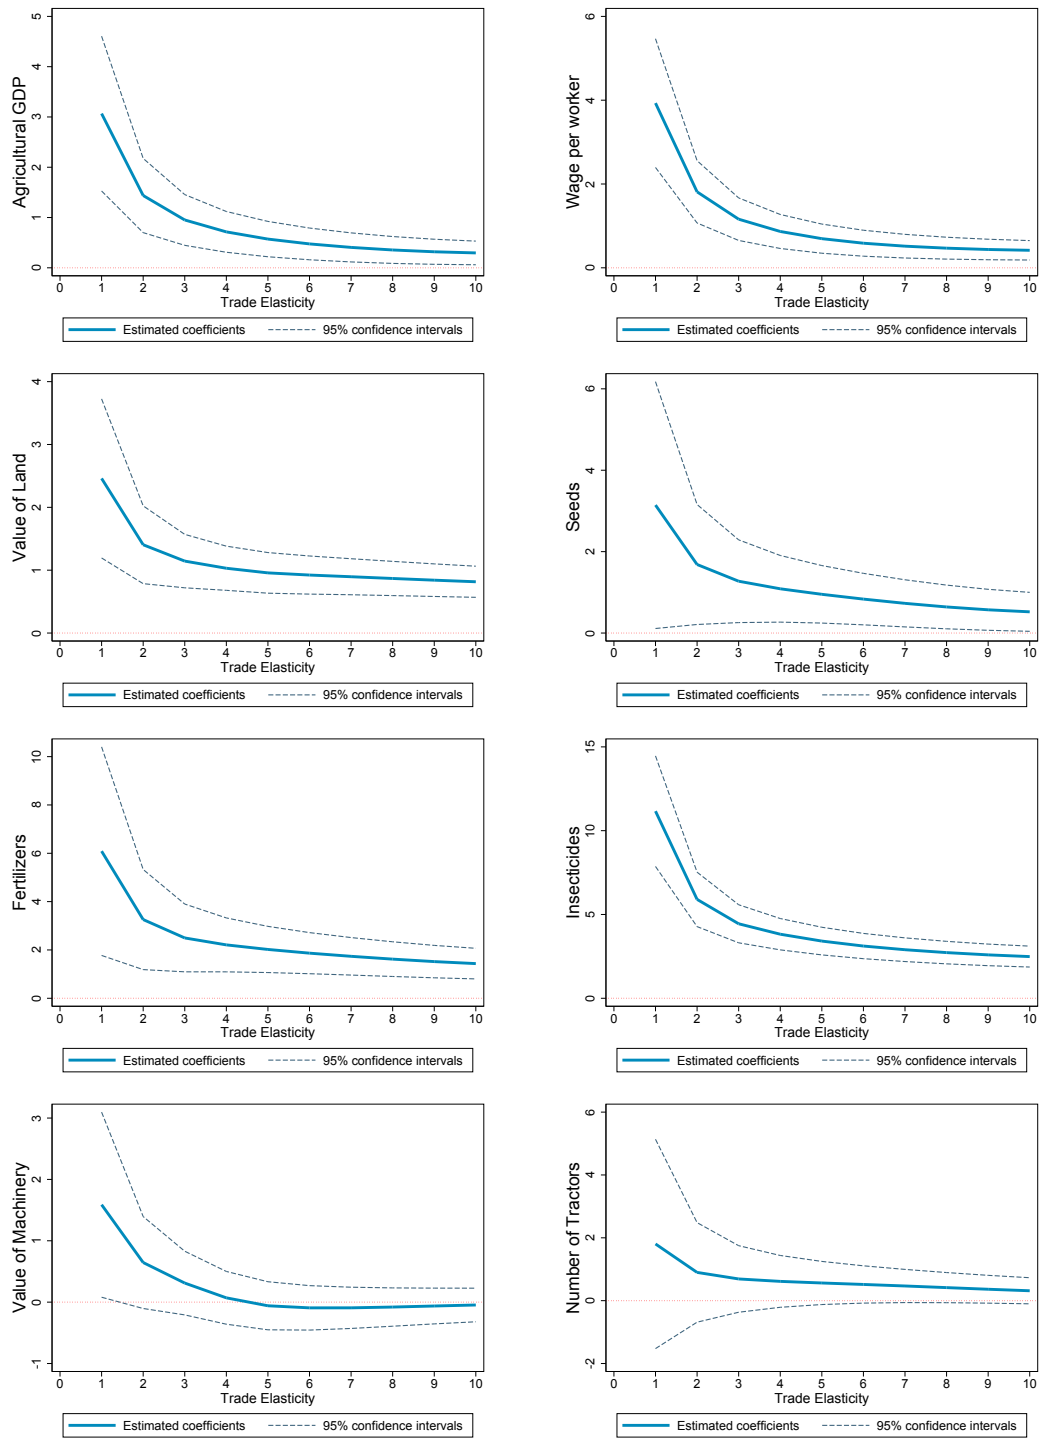 Agricultural GDP
5
4
3
2
1
0
0 1 2 3 4 5 6 7 8 9 10
Trade Elasticity
Estimated coefficients 95% confidence intervals
Wage per worker
6
4
2
0
0 1 2 3 4 5 6 7 8 9 10
Trade Elasticity
Estimated coefficients 95% confidence intervals
Value of Land
4
3
2
1
0
0 1 2 3 4 5 6 7 8 9 10
Trade Elasticity
Estimated coefficients 95% confidence intervals
Seeds
6
4
2
0
0 1 2 3 4 5 6 7 8 9 10
Trade Elasticity
Estimated coefficients 95% confidence intervals
Fertilizers
10
8
6
4
2
0
0 1 2 3 4 5 6 7 8 9 10
Trade Elasticity
Estimated coefficients 95% confidence intervals
Insecticides
15
10
5
0
0 1 2 3 4 5 6 7 8 9 10
Trade Elasticity
Estimated coefficients 95% confidence intervals
Value of Machinery
3
2
1
0
-1
0 1 2 3 4 5 6 7 8 9 10
Trade Elasticity
Estimated coefficients 95% confidence intervals
Number of Tractors
6
4
2
0
-2
0 1 2 3 4 5 6 7 8 9 10
Trade Elasticity
Estimated coefficients 95% confidence intervals